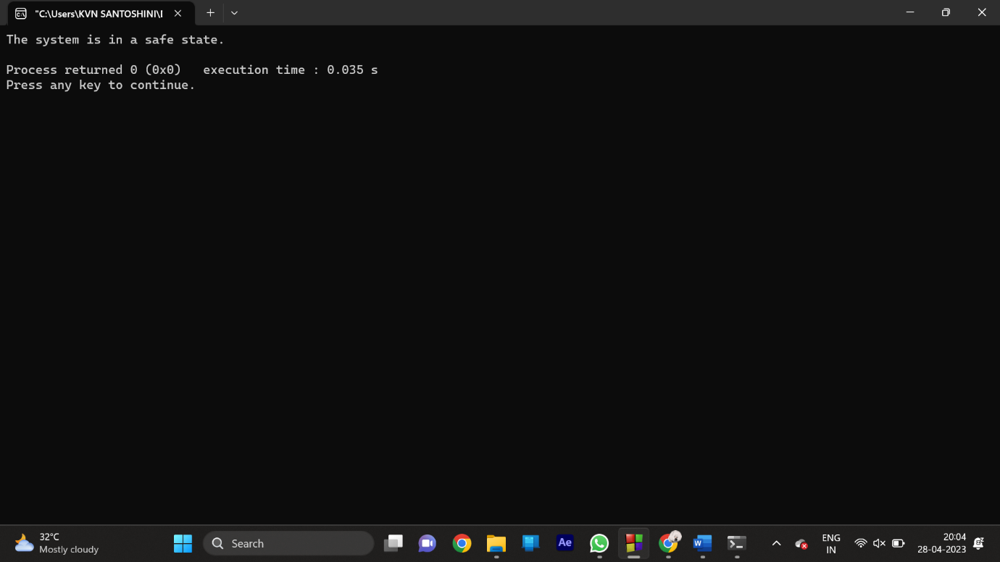 "C:\Users\KVN SANTOSHINI\I
The system is in a safe state.
Process returned 0 (0x0)   execution time : 0.035 s
Press any key to continue.
32°C
Mostly cloudy
Search
Ae
W
ENG
IN
20:04
28-04-2023